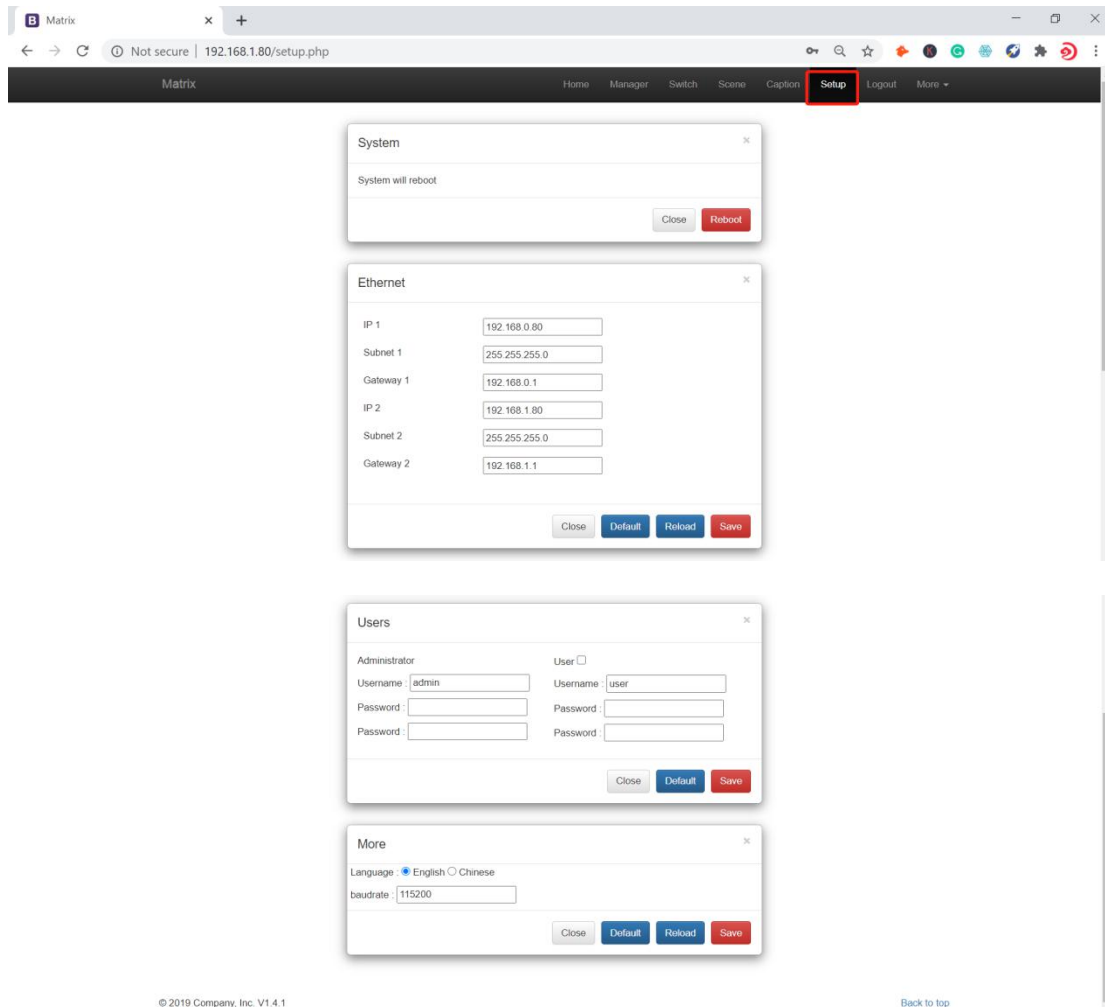 B Matrix
Not secure | 192.168.1.80/setup.php
K G
Matrix Home Manager Switch Scene Caption Setup Logout More
System ×
System will reboot
Close Reboot
Ethernet ×
IP 1 192.168.0.80
Subnet 1 255.255.255.0
Gateway 1 192.168.0.1
IP 2 192.168.1.80
Subnet 2 255.255.255.0
Gateway 2 192.168.1.1
Close Default Reload Save
Users ×
Administrator User
Username : admin Username : user
Password : Password :
Password : Password :
Close Default Save
More ×
Language : English Chinese
baudrate : 115200
Close Default Reload Save
© 2019 Company, Inc. V1.4.1 Back to top